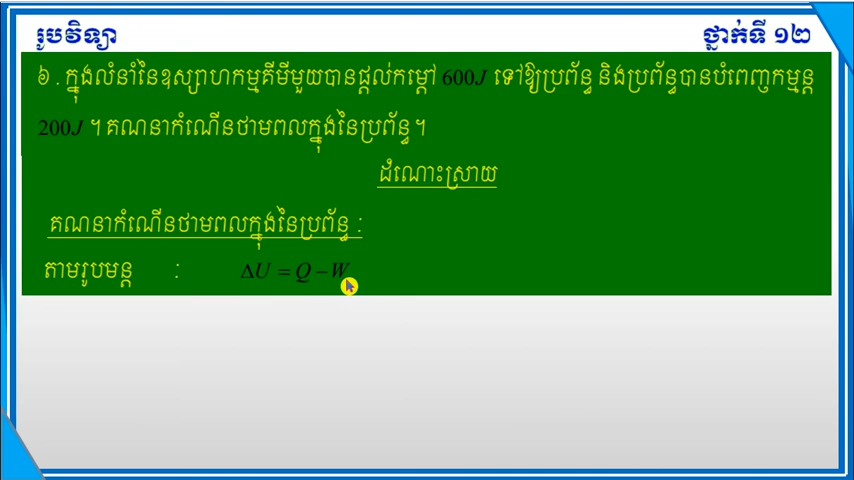 រូបវិទ្យា
ថ្នាក់ទី ១២
៦ . ក្នុងលំនាំនៃឧស្សាហកម្មគីមីមួយបានផ្តល់កម្តៅ 600J ទៅឱ្យប្រព័ន្ធ និងប្រព័ន្ធបានបំពេញកម្មន្ត
200J ។ គណនាកំណើនថាមពលក្នុងនៃប្រព័ន្ធ។
ដំណោះស្រាយ
គណនាកំណើនថាមពលក្នុងនៃប្រព័ន្ធ :
តាមរូបមន្ត : ΔU = Q − W